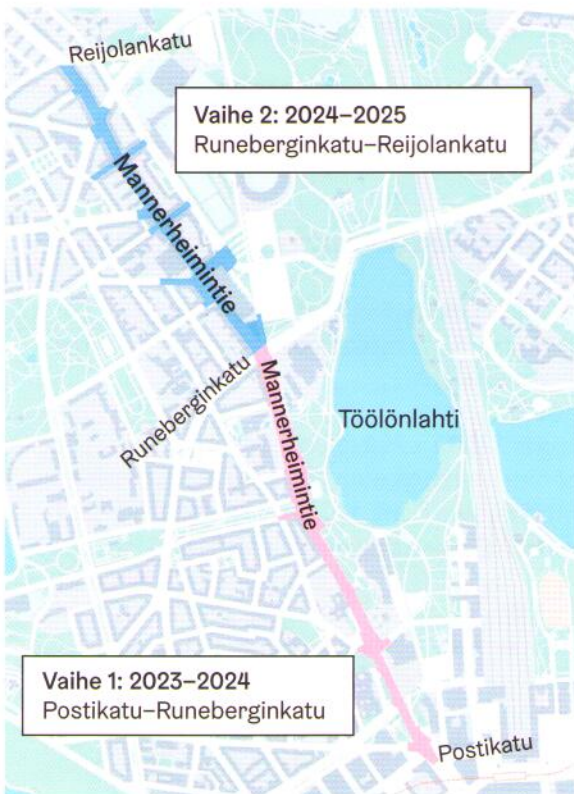 Reijolankatu
Vaihe 2: 2024–2025
Runeberginkatu–Reijolankatu
Mannerheimintie
Runeberginkatu
Mannerheimintie
Töölönlahti
Vaihe 1: 2023–2024
Postikatu–Runeberginkatu
Postikatu